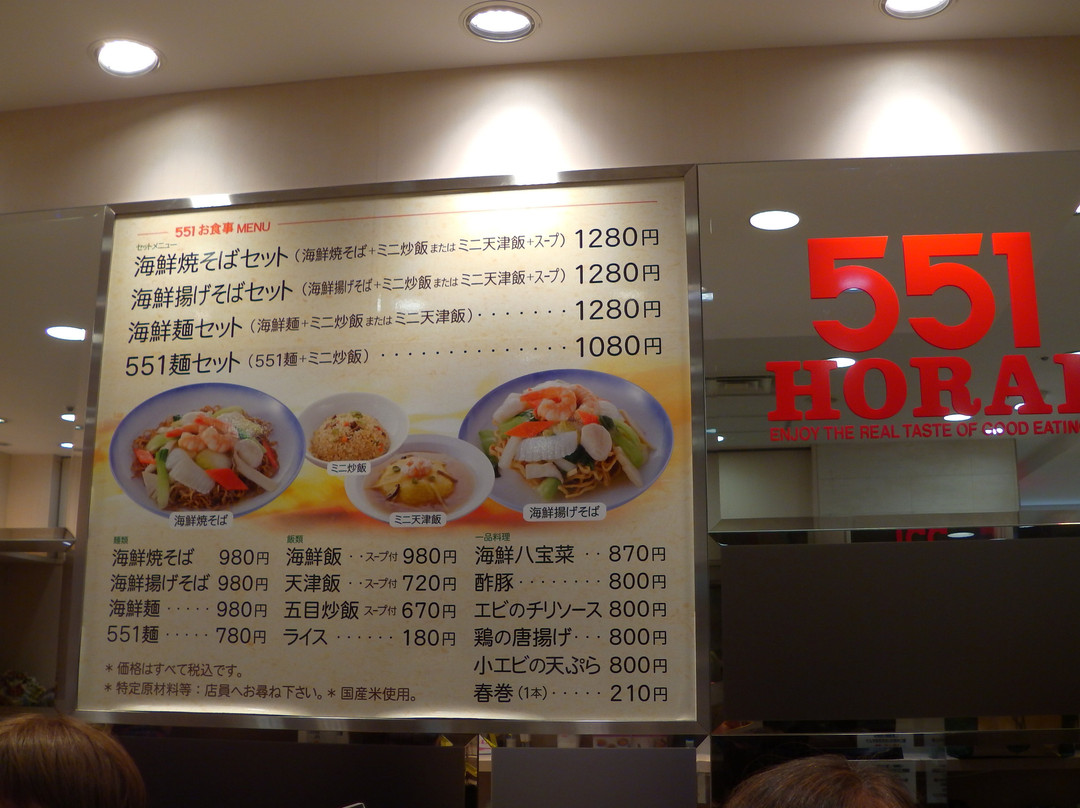 551お食事MENU
セットメニュー
海鮮焼そばセット（海鮮焼そば+ミニ炒飯またはミニ天津飯+スープ）1280円
海鮮揚げそばセット（海鮮揚げそば+ミニ炒飯またはミニ天津飯+スープ）1280円
海鮮麺セット（海鮮麺+ミニ炒飯またはミニ天津飯）・・・・・・・1280円
551麺セット（551麺+ミニ炒飯）・・・・・・・・・・・・1080円
ミニ炒飯
海鮮焼そば
ミニ天津飯
海鮮揚げそば
麺類
海鮮焼そば 980円
海鮮揚げそば 980円
海鮮麺・・・・・980円
551麺・・・・・780円
飯類
海鮮飯・・スープ付 980円
天津飯・・スープ付 720円
五目炒飯 スープ付 670円
ライス・・・・・・180円
一品料理
海鮮八宝菜・・870円
酢豚・・・・・・・・800円
エビのチリソース 800円
鶏の唐揚げ・・・800円
小エビの天ぷら 800円
春巻（1本）・・・・・210円
＊価格はすべて税込です。
＊特定原材料等：店員へお尋ね下さい。＊国産米使用。
551
HORAI
ENJOY THE REAL TASTE OF GOOD EATING